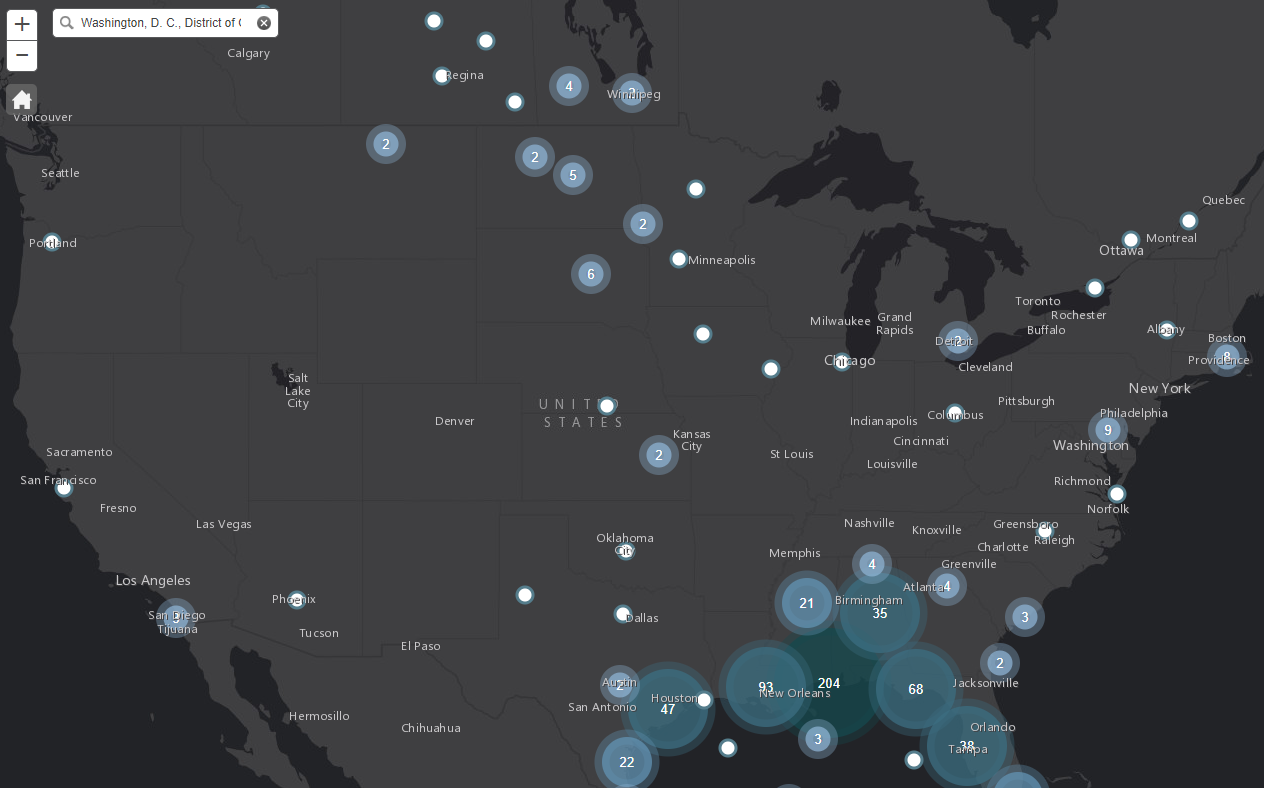 +
Washington, D. C., District of C
−
Calgary
Regina
4
Winnipeg
2
Vancouver
2
2
5
Seattle
Quebec
2
Montreal
Portland
Ottawa
Minneapolis
6
Toronto
Rochester
Milwaukee
Grand
Rapids
Buffalo
Albany
Boston
Detroit
2
8
Providence
Chicago
Cleveland
Salt
Lake
City
New York
UNITED
STATES
Pittsburgh
Columbus
Philadelphia
Denver
Indianapolis
9
Kansas
City
Cincinnati
Washington
Sacramento
2
St Louis
Louisville
San Francisco
Richmond
Fresno
Norfolk
Las Vegas
Nashville
Knoxville
Greensboro
Oklahoma
City
Raleigh
Memphis
Charlotte
4
Greenville
Los Angeles
Atlanta
4
Phoenix
21
Birmingham
35
San Diego
Tijuana
Dallas
3
Tucson
El Paso
2
Austin
2
204
Jacksonville
93
New Orleans
68
Houston
San Antonio
47
Hermosillo
Chihuahua
Orlando
3
38
Tampa
22